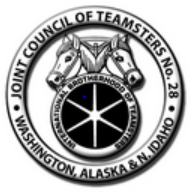 JOINT COUNCIL OF TEAMSTERS No. 28
INTERNATIONAL BROTHERHOOD OF TEAMSTERS
• WASHINGTON, ALASKA & N. IDAHO •